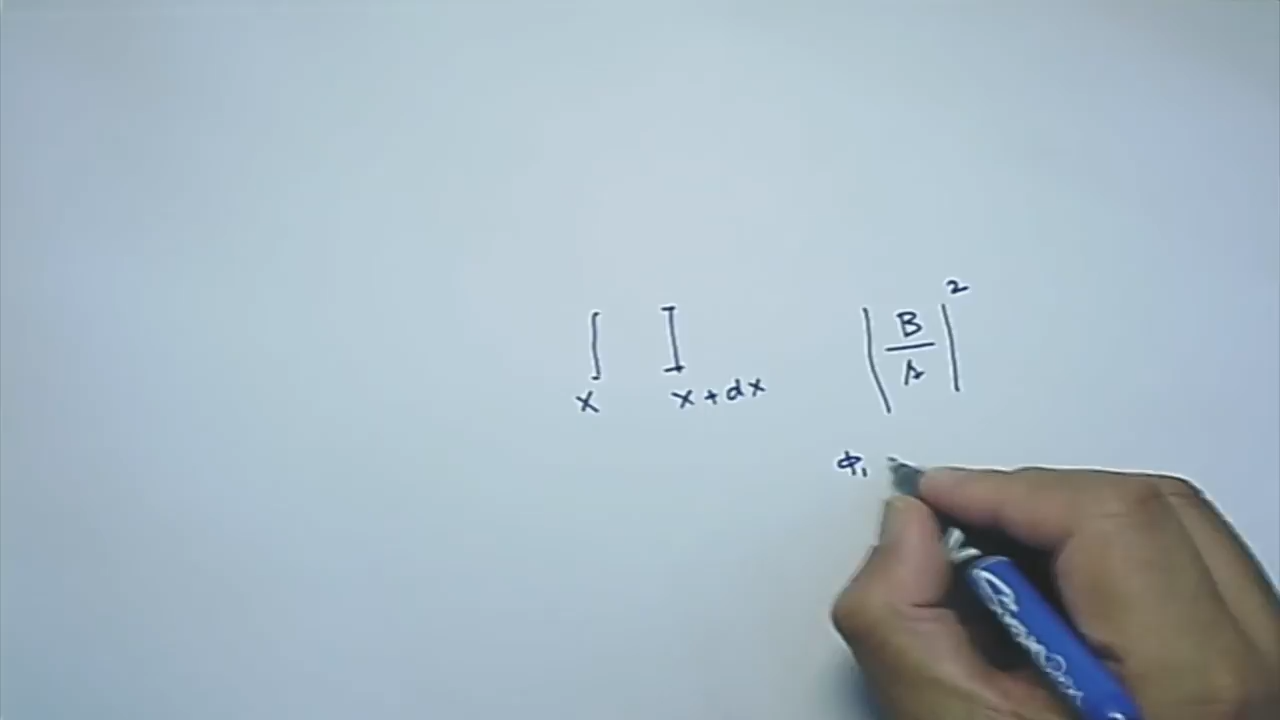 [ ] |B/A|²
x x+dx
Φ₁